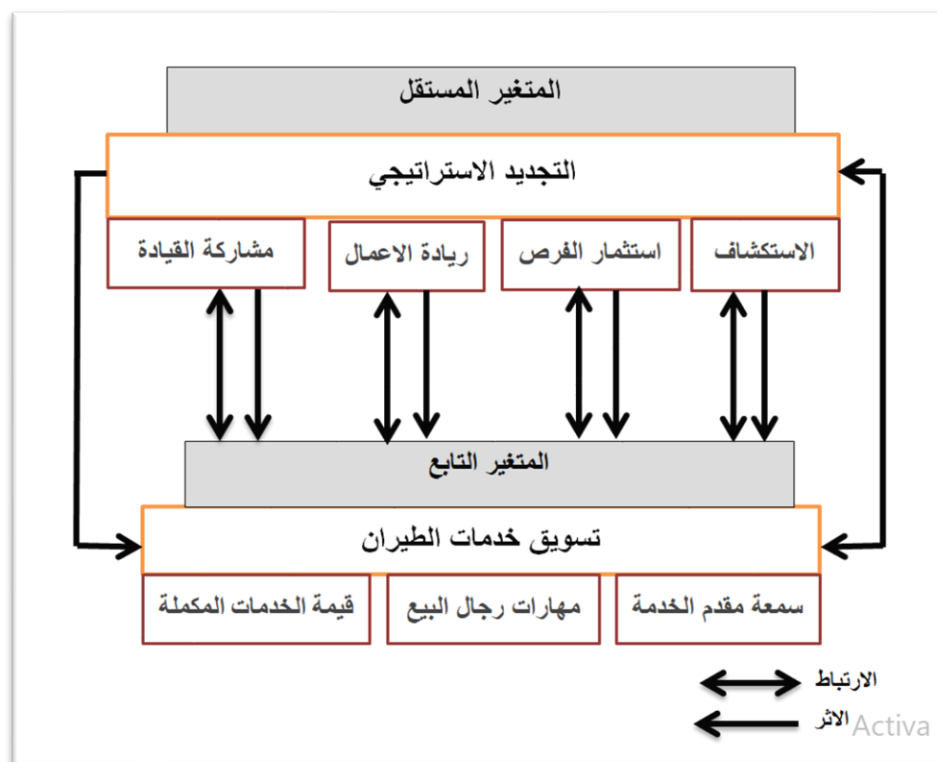 المتغير المستقل
التجديد الاستراتيجي
الاستكشاف
استثمار الفرص
ريادة الاعمال
مشاركة القيادة
المتغير التابع
تسويق خدمات الطيران
سمعة مقدم الخدمة
مهارات رجال البيع
قيمة الخدمات المكملة
الارتباط
الاثر
Activa